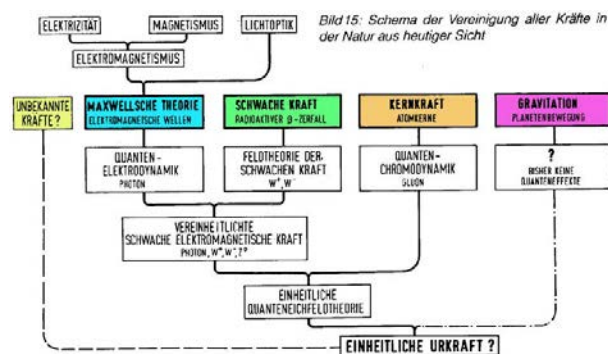 ELEKTRIZITÄT
MAGNETISMUS
LICHTOPTIK
Bild 15: Schema der Vereinigung aller Kräfte in
der Natur aus heutiger Sicht
ELEKTROMAGNETISMUS
UNBEKANNTE
KRÄFTE?
MAXWELLSCHE THEORIE
ELEKTROMAGNETISCHE WELLEN
SCHWACHE KRAFT
RADIOAKTIVER β-ZERFALL
KERNKRAFT
ATOMKERNE
GRAVITATION
PLANETENBEWEGUNG
QUANTEN-
ELEKTRODYNAMIK
PHOTON
FELDTHEORIE DER
SCHWACHEN KRAFT
W⁺, W⁻
QUANTEN-
CHROMODYNAMIK
GLUON
?
BISHER KEINE
QUANTENEFFEKTE
VEREINHEITLICHTE
SCHWACHE ELEKTROMAGNETISCHE KRAFT
PHOTON, W⁺, W⁻, Z⁰
EINHEITLICHE
QUANTENEICHFELDTHEORIE
EINHEITLICHE URKRAFT ?